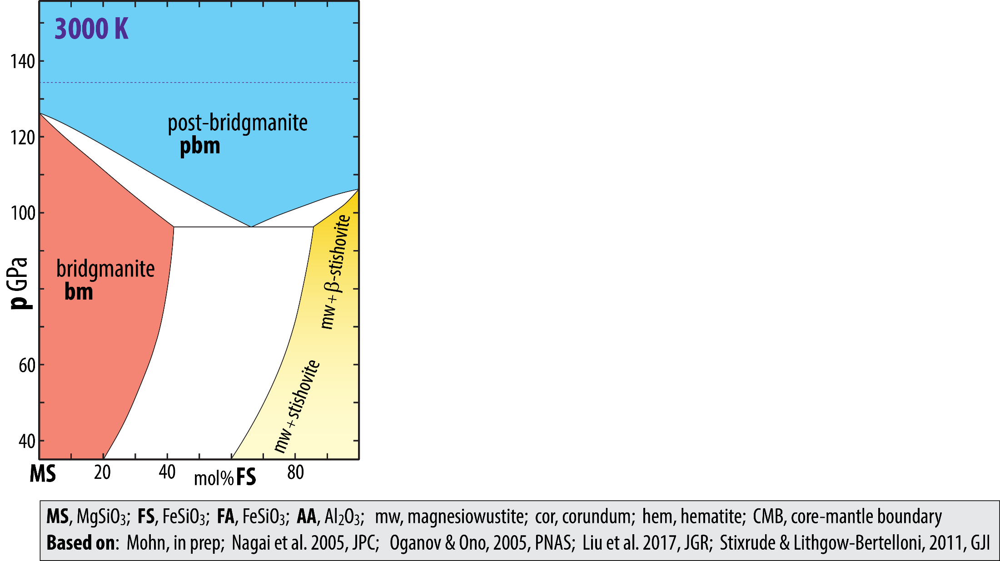 3000 K
140
120
100
60
40
p GPa
post-bridgmanite
pbm
bridgmanite
bm
mw + β-stishovite
mw + stishovite
MS 20 40 mol% FS 80
MS, MgSiO₃; FS, FeSiO₃; FA, FeSiO₃; AA, Al₂O₃; mw, magnesiowustite; cor, corundum; hem, hematite; CMB, core-mantle boundary
Based on: Mohn, in prep; Nagai et al. 2005, JPC; Oganov & Ono, 2005, PNAS; Liu et al. 2017, JGR; Stixrude & Lithgow-Bertelloni, 2011, GJI